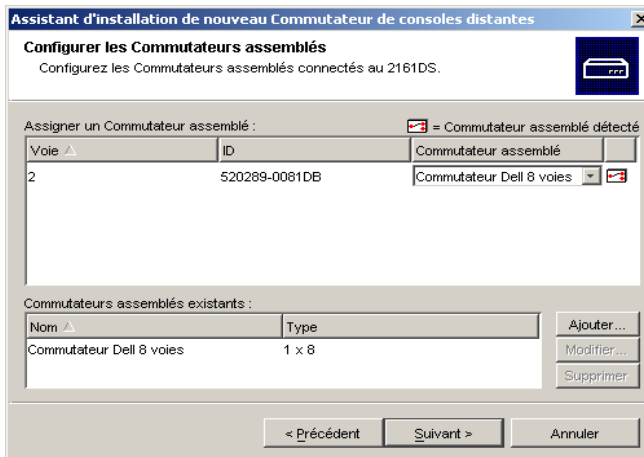 Assistant d'installation de nouveau Commutateur de consoles distantes
Configurer les Commutateurs assemblés
Configurez les Commutateurs assemblés connectés au 2161DS.
Assigner un Commutateur assemblé : = Commutateur assemblé détecté
Voie ID Commutateur assemblé
2 520289-0081DB Commutateur Dell 8 voies
Commutateurs assemblés existants :
Nom Type
Commutateur Dell 8 voies 1 x 8
Ajouter...
Modifier...
Supprimer
< Précédent Suivant > Annuler